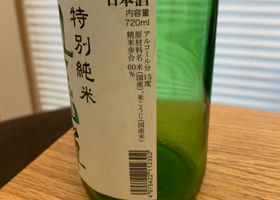 日本酒
特別純米
内容量
720ml
アルコール分 15度
原材料名 米(国産)、米こうじ(国産米)
精米歩合 60%
4975422112302